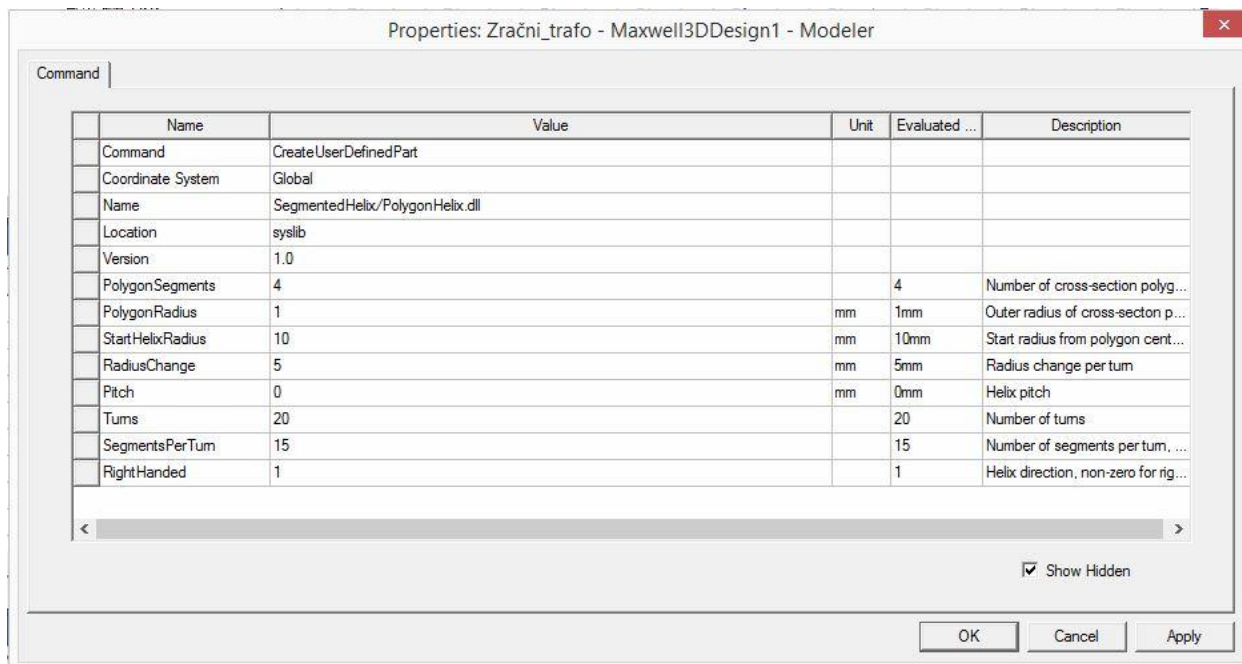 Properties: Zračni_trafo - Maxwell3DDesign1 - Modeler
Command
Name Value Unit Evaluated ... Description
Command CreateUserDefinedPart
Coordinate System Global
Name SegmentedHelix/PolygonHelix.dll
Location syslib
Version 1.0
PolygonSegments 4 4 Number of cross-section polyg...
PolygonRadius 1 mm 1mm Outer radius of cross-secton p...
StartHelixRadius 10 mm 10mm Start radius from polygon cent...
RadiusChange 5 mm 5mm Radius change per turn
Pitch 0 mm 0mm Helix pitch
Turns 20 20 Number of turns
SegmentsPerTurn 15 15 Number of segments per turn, ...
RightHanded 1 1 Helix direction, non-zero for rig...
Show Hidden
OK Cancel Apply